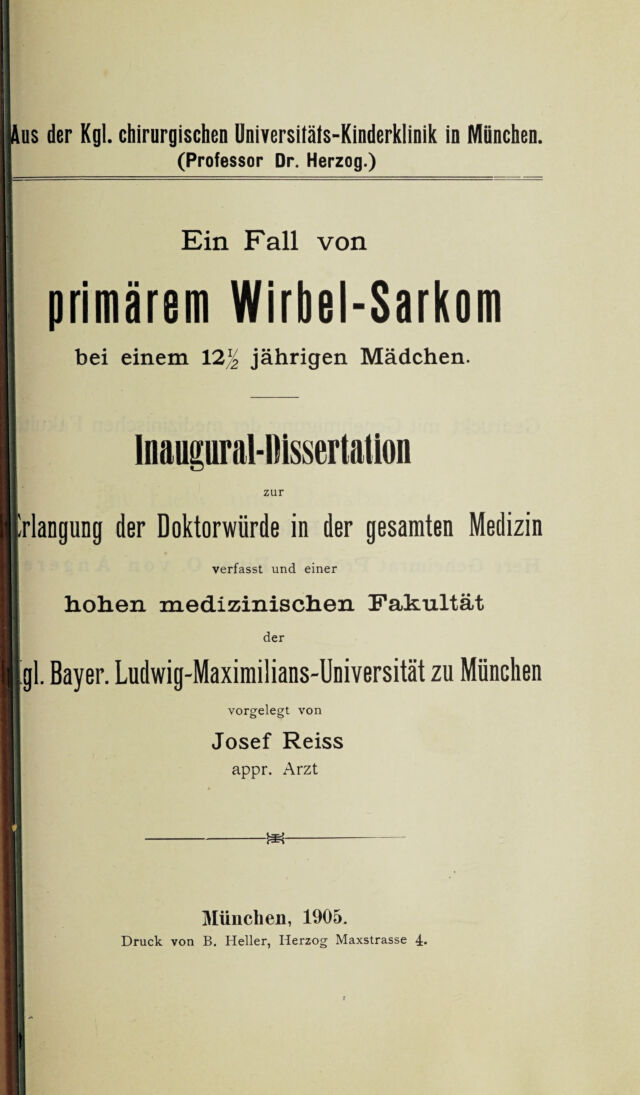 Aus der Kgl. chirurgischen Universitäts-Kinderklinik in München.
(Professor Dr. Herzog.)
Ein Fall von
primärem Wirbel-Sarkom
bei einem 12½ jährigen Mädchen.
Inaugural-Dissertation
zur
Erlangung der Doktorwürde in der gesamten Medizin
verfasst und einer
hohen medizinischen Fakultät
der
Kgl. Bayer. Ludwig-Maximilians-Universität zu München
vorgelegt von
Josef Reiss
appr. Arzt
München, 1905.
Druck von B. Heller, Herzog Maxstrasse 4.